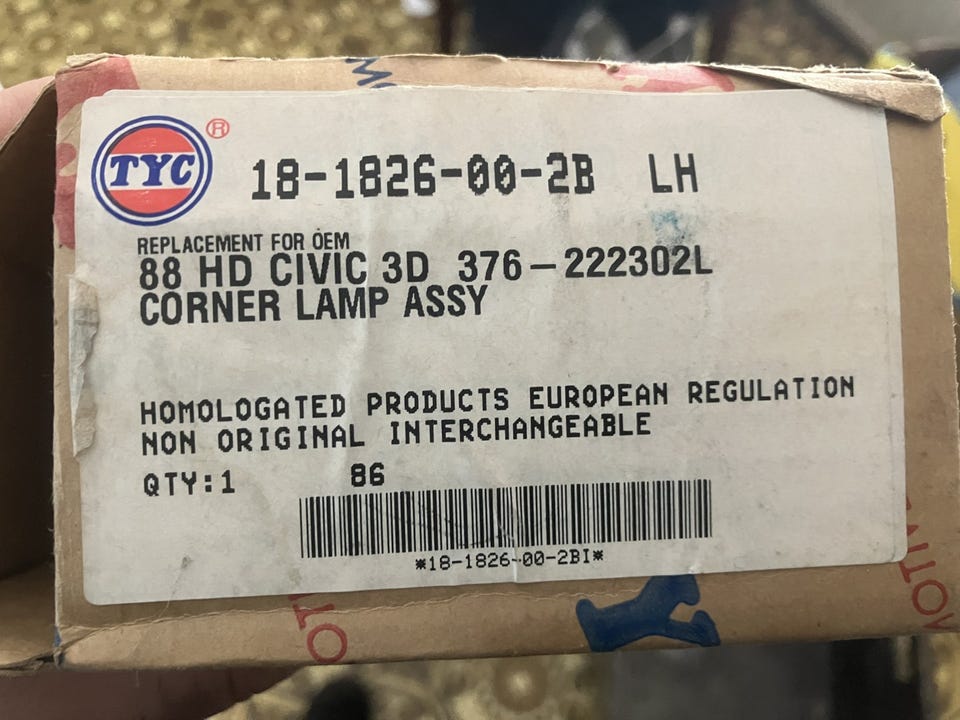 MO
TYC ®
18-1826-00-2B LH
REPLACEMENT FOR OEM
88 HD CIVIC 3D 376-222302L
CORNER LAMP ASSY
HOMOLOGATED PRODUCTS EUROPEAN REGULATION
NON ORIGINAL INTERCHANGEABLE
QTY:1 86
*18-1826-00-2BI*